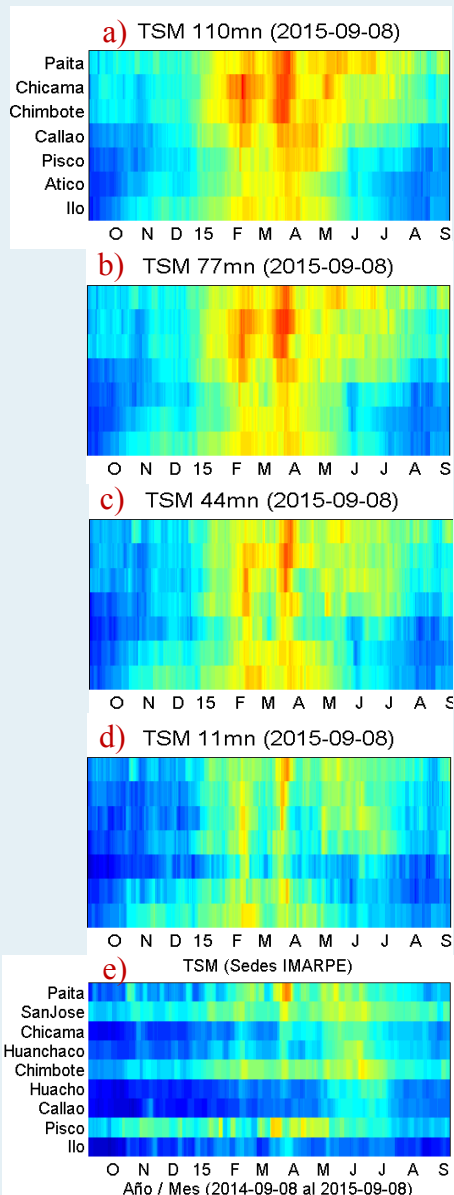 a) TSM 110mn (2015-09-08)
Paita
Chicama
Chimbote
Callao
Pisco
Atico
Ilo
O N D 15 F M A M J J A S
b) TSM 77mn (2015-09-08)
O N D 15 F M A M J J A S
c) TSM 44mn (2015-09-08)
O N D 15 F M A M J J A S
d) TSM 11mn (2015-09-08)
O N D 15 F M A M J J A S
e) TSM (Sedes IMARPE)
Paita
SanJose
Chicama
Huanchaco
Chimbote
Huacho
Callao
Pisco
Ilo
O N D 15 F M A M J J A S
Año / Mes (2014-09-08 al 2015-09-08)